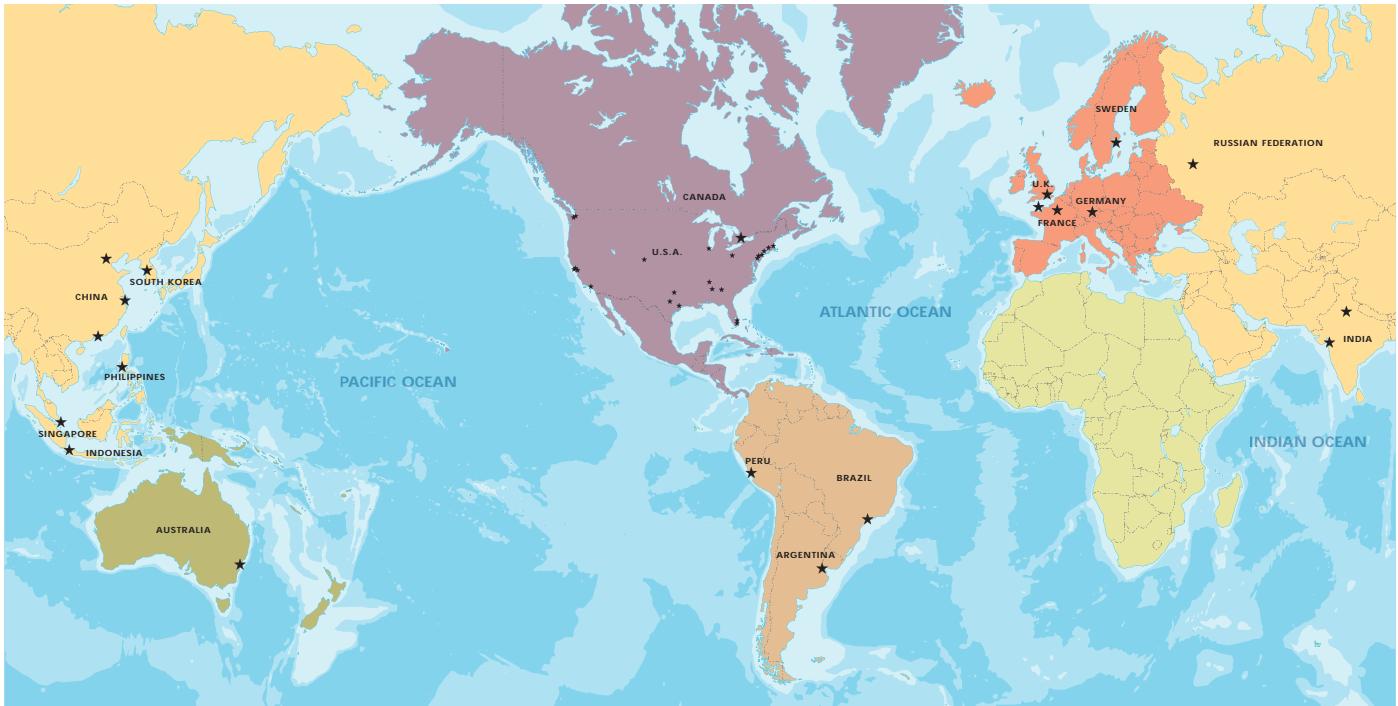 SWEDEN
RUSSIAN FEDERATION
U.K.
CANADA
GERMANY
FRANCE
U.S.A.
SOUTH KOREA
CHINA
ATLANTIC OCEAN
INDIA
PHILIPPINES
PACIFIC OCEAN
SINGAPORE
INDONESIA
INDIAN OCEAN
PERU
BRAZIL
AUSTRALIA
ARGENTINA